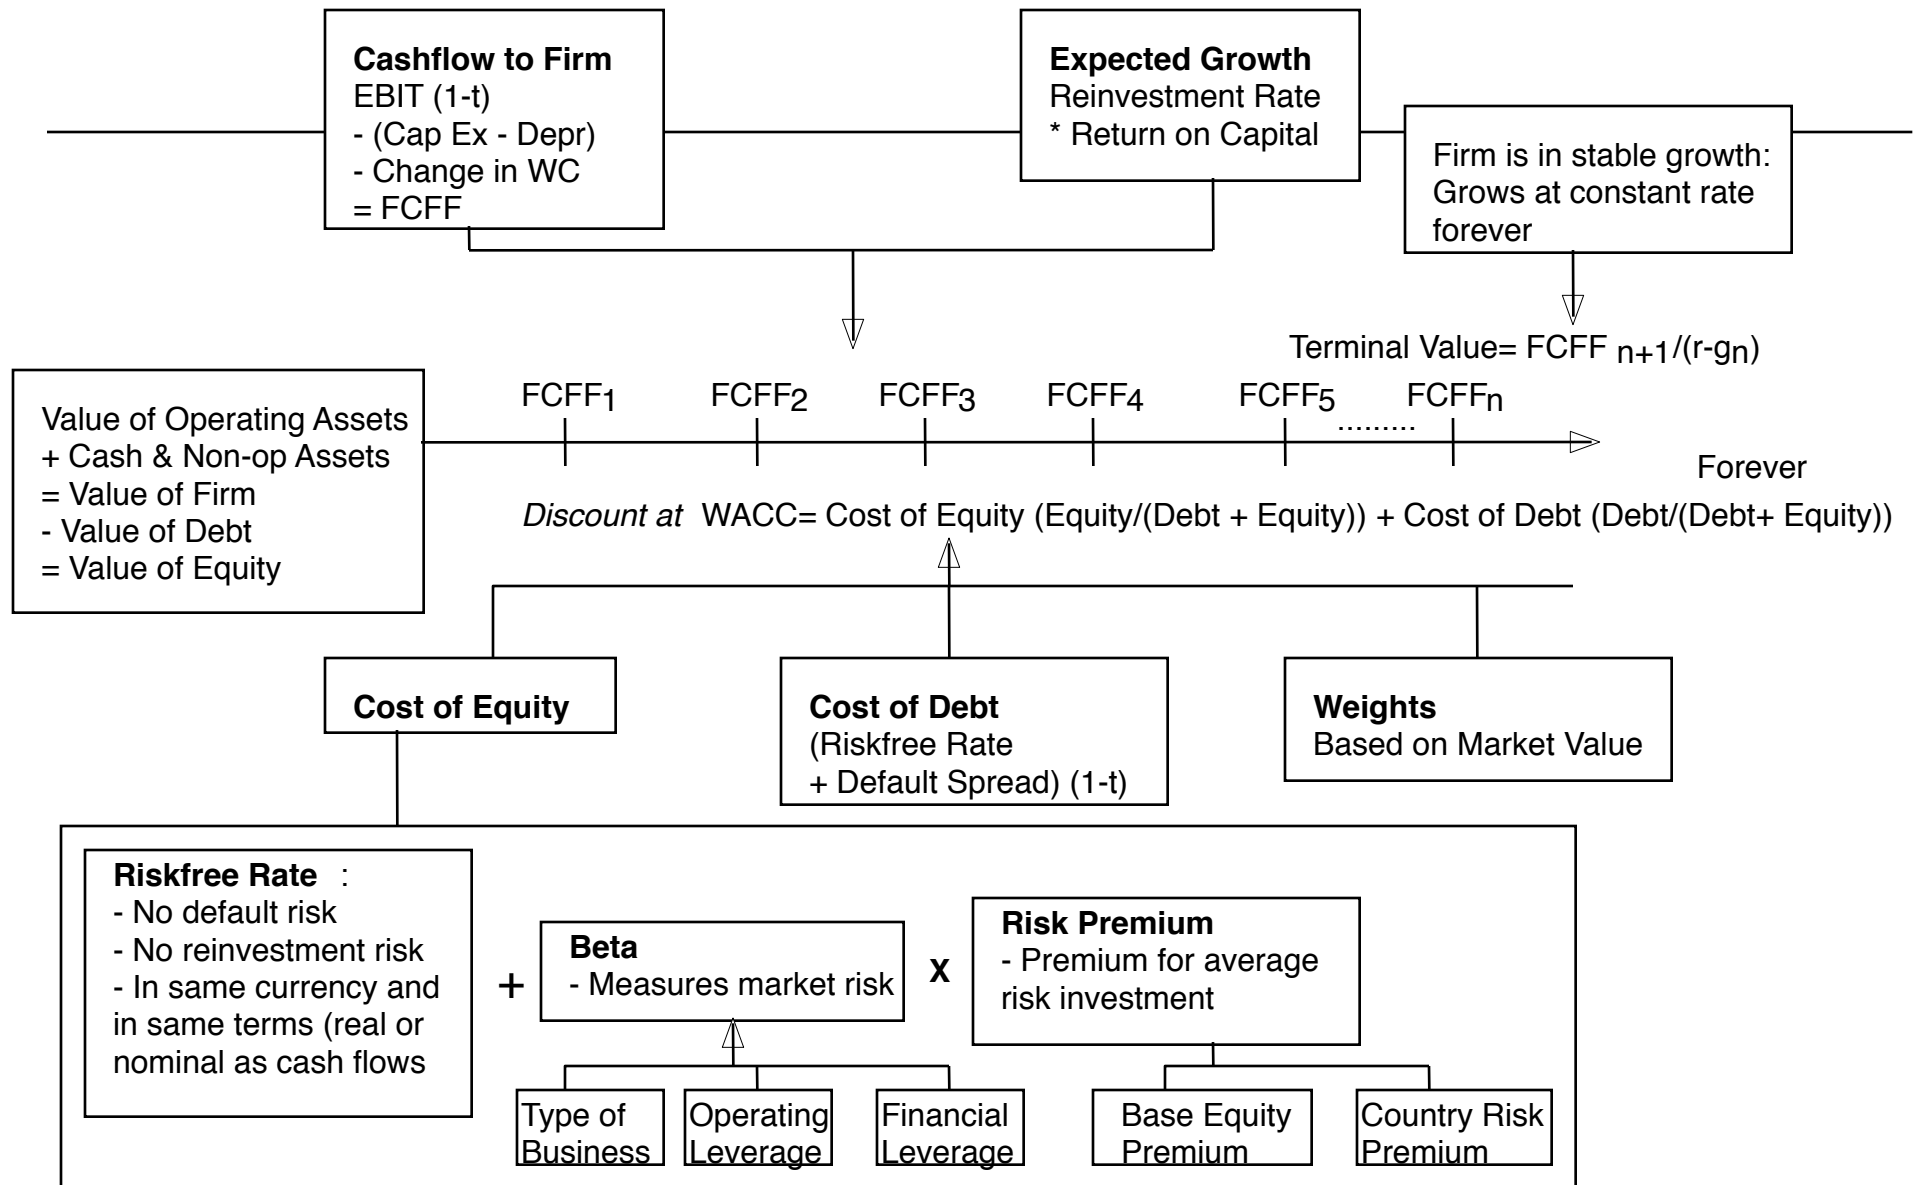 Cashflow to Firm
EBIT (1-t)
- (Cap Ex - Depr)
- Change in WC
= FCFF
Expected Growth
Reinvestment Rate
* Return on Capital
Firm is in stable growth:
Grows at constant rate
forever
Terminal Value= FCFF n+1/(r-gn)
FCFF1 FCFF2 FCFF3 FCFF4 FCFF5 ......... FCFFn
Forever
Value of Operating Assets
+ Cash & Non-op Assets
= Value of Firm
- Value of Debt
= Value of Equity
Discount at WACC= Cost of Equity (Equity/(Debt + Equity)) + Cost of Debt (Debt/(Debt+ Equity))
Cost of Equity
Cost of Debt
(Riskfree Rate
+ Default Spread) (1-t)
Weights
Based on Market Value
Riskfree Rate :
- No default risk
- No reinvestment risk
- In same currency and
in same terms (real or
nominal as cash flows
+
Beta
- Measures market risk
X
Risk Premium
- Premium for average
risk investment
Type of
Business
Operating
Leverage
Financial
Leverage
Base Equity
Premium
Country Risk
Premium